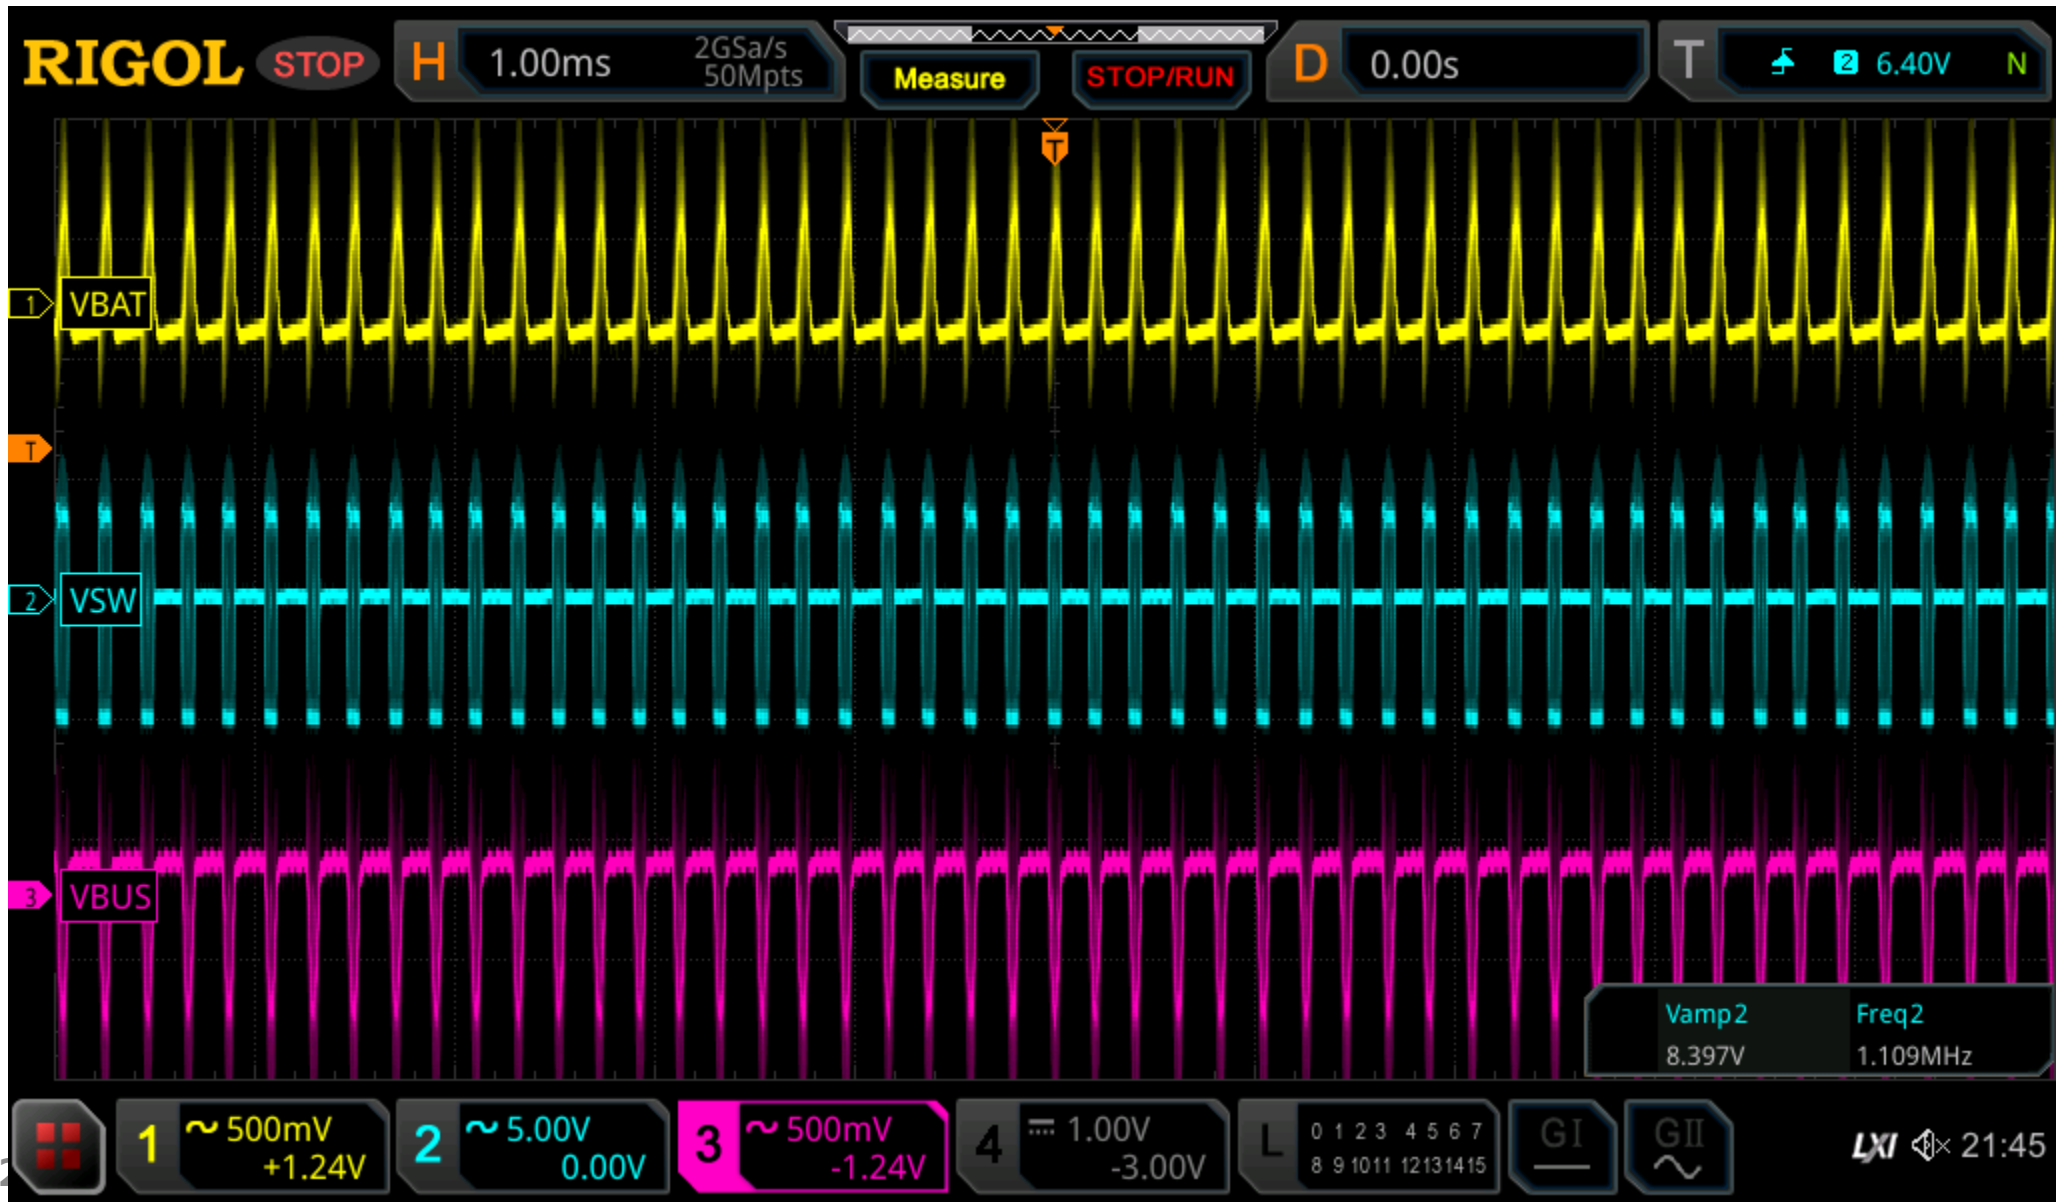 RIGOL STOP H 1.00ms 2GSa/s 50Mpts Measure STOP/RUN D 0.00s T 2 6.40V N
T
1 VBAT
T
2 VSW
3 VBUS
Vamp2 Freq2
8.397V 1.109MHz
1 500mV 2 5.00V 3 500mV 4 1.00V L 0 1 2 3 4 5 6 7 GI GII LXI 21:45
+1.24V 0.00V -1.24V -3.00V 8 9 10 11 12 13 14 15